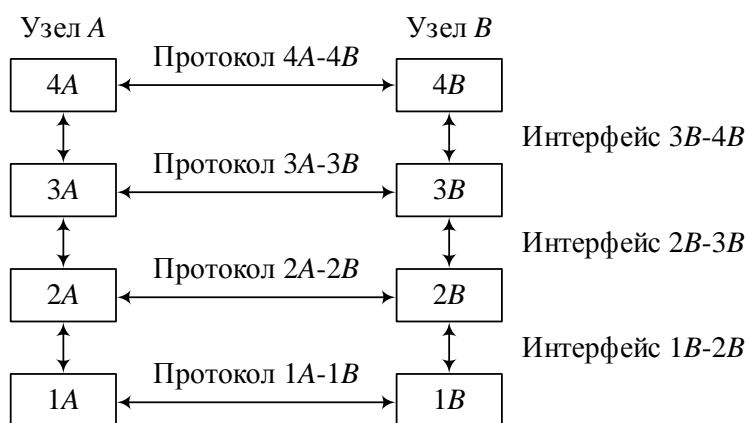 Узел A Узел B
Протокол 4A-4B
4A 4B
Интерфейс 3B-4B
Протокол 3A-3B
3A 3B
Интерфейс 2B-3B
Протокол 2A-2B
2A 2B
Интерфейс 1B-2B
Протокол 1A-1B
1A 1B